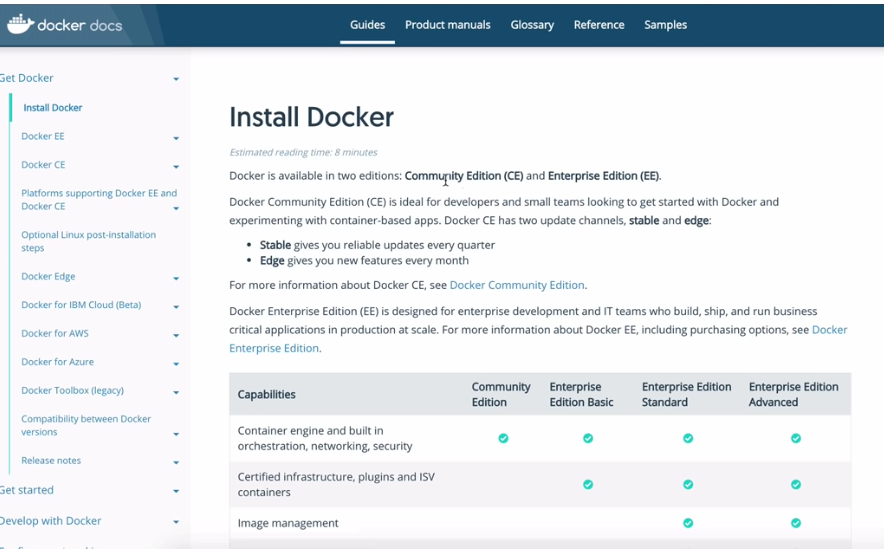 docker docs
Guides
Product manuals
Glossary
Reference
Samples
Get Docker
Install Docker
Docker EE
Docker CE
Platforms supporting Docker EE and
Docker CE
Optional Linux post-installation
steps
Docker Edge
Docker for IBM Cloud (Beta)
Docker for AWS
Docker for Azure
Docker Toolbox (legacy)
Compatibility between Docker
versions
Release notes
Get started
Develop with Docker
Install Docker
Estimated reading time: 8 minutes
Docker is available in two editions: Community Edition (CE) and Enterprise Edition (EE).
Docker Community Edition (CE) is ideal for developers and small teams looking to get started with Docker and
experimenting with container-based apps. Docker CE has two update channels, stable and edge:
• Stable gives you reliable updates every quarter
• Edge gives you new features every month
For more information about Docker CE, see Docker Community Edition.
Docker Enterprise Edition (EE) is designed for enterprise development and IT teams who build, ship, and run business
critical applications in production at scale. For more information about Docker EE, including purchasing options, see Docker
Enterprise Edition.
Capabilities
Community
Edition
Enterprise
Edition Basic
Enterprise Edition
Standard
Enterprise Edition
Advanced
Container engine and built in
orchestration, networking, security
Certified infrastructure, plugins and ISV
containers
Image management